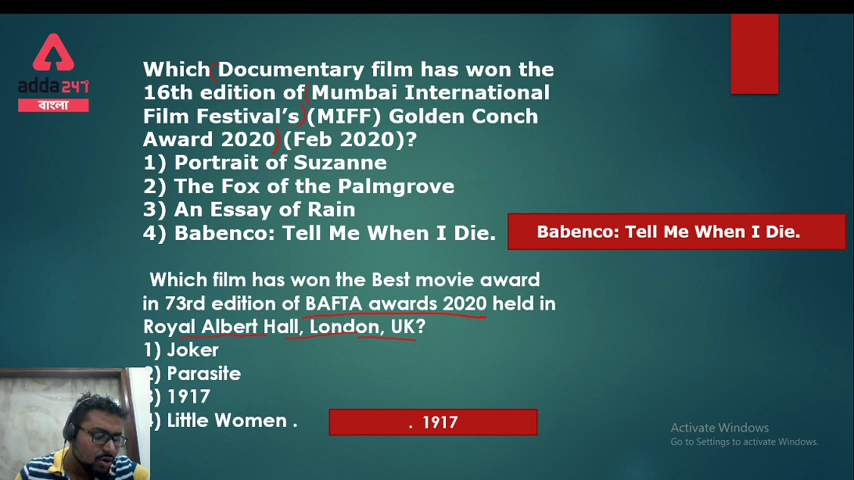 adda247
বাংলা
Which Documentary film has won the
16th edition of Mumbai International
Film Festival's (MIFF) Golden Conch
Award 2020 (Feb 2020)?
1) Portrait of Suzanne
2) The Fox of the Palmgrove
3) An Essay of Rain
4) Babenco: Tell Me When I Die.
Babenco: Tell Me When I Die.
Which film has won the Best movie award
in 73rd edition of BAFTA awards 2020 held in
Royal Albert Hall, London, UK?
1) Joker
2) Parasite
3) 1917
4) Little Women .
. 1917
Activate Windows
Go to Settings to activate Windows.